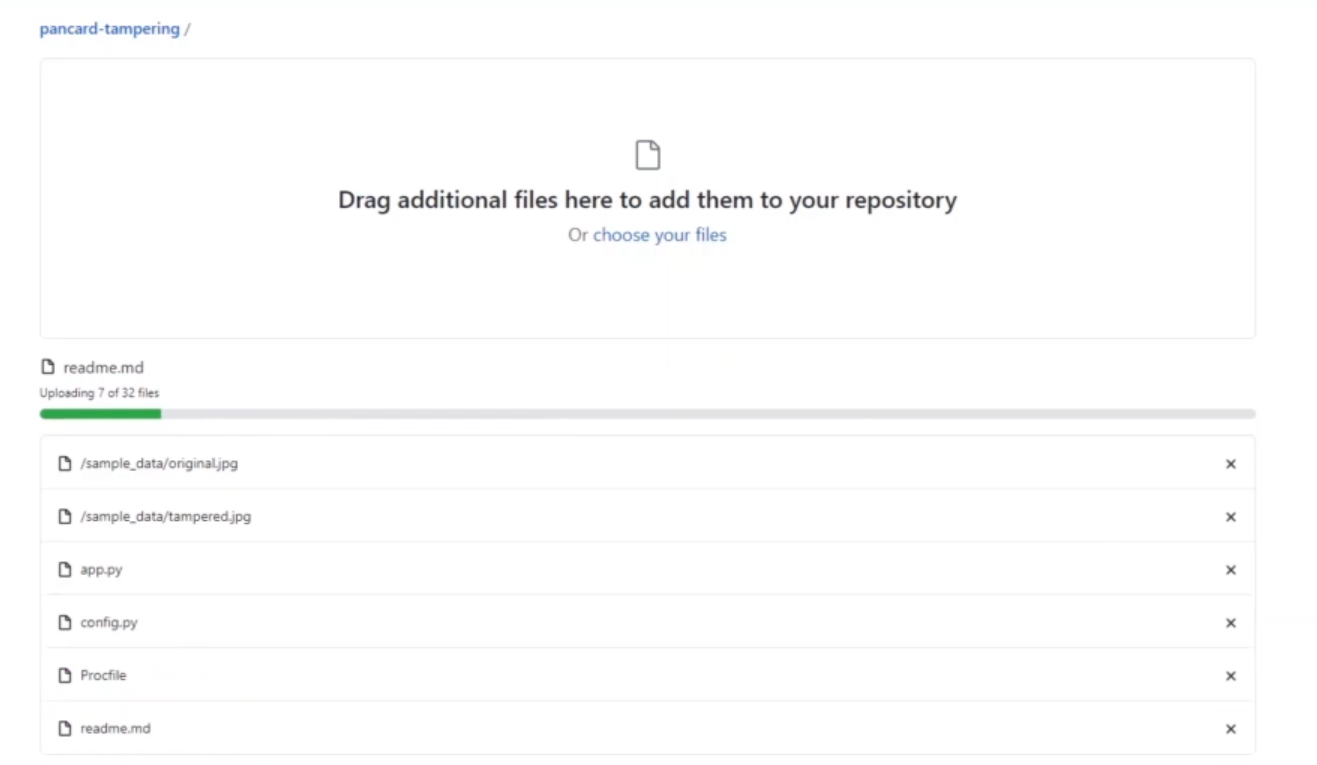 pancard-tampering /
Drag additional files here to add them to your repository
Or choose your files
readme.md
Uploading 7 of 32 files
/sample_data/original.jpg
/sample_data/tampered.jpg
app.py
config.py
Procfile
readme.md